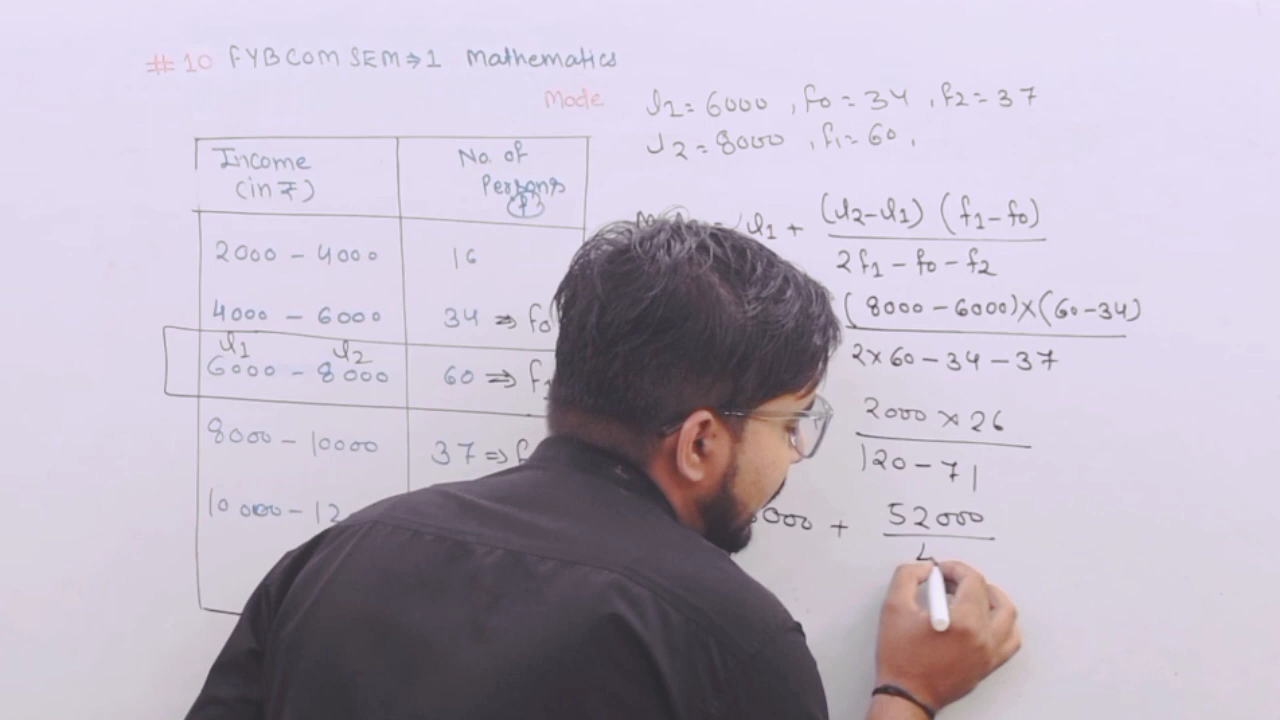 #10 FYBCOM SEM⇒1 Mathematics
Mode
l1 = 6000 , f0 = 34 , f2 = 37
l2 = 8000 , f1 = 60 ,
Income (in ₹)
No. of Persons (f)
2000 - 4000 16
4000 - 6000 34 ⇒ f0
l1 l2
6000 - 8000 60 ⇒ f1
8000 - 10000 37 ⇒ f
10000 - 12
l1 + (l2-l1) (f1-f0)
2f1 - f0 - f2
(8000 - 6000)×(60-34)
2×60 - 34 - 37
2000 × 26
120 - 71
000 + 52000
4